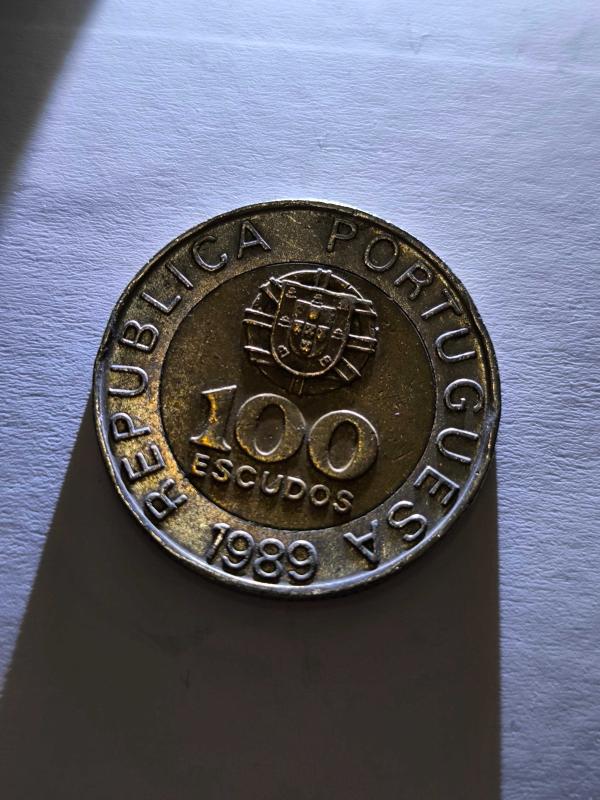 REPUBLICA PORTUGUESA
100
ESCUDOS
1989